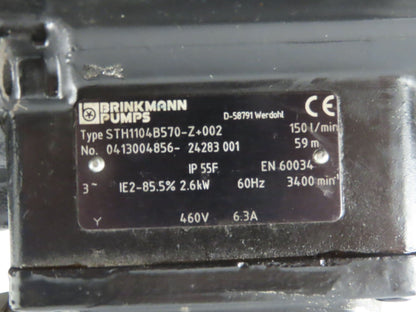 BRINKMANN
PUMPS D-58791 Werdohl CE
Type STH1104B570-Z+002 150 l/min
No. 0413004856- 24283 001 59 m
IP 55F EN 60034
3~ IE2-85.5% 2.6kW 60Hz 3400 min⁻¹
Y 460V 6.3A